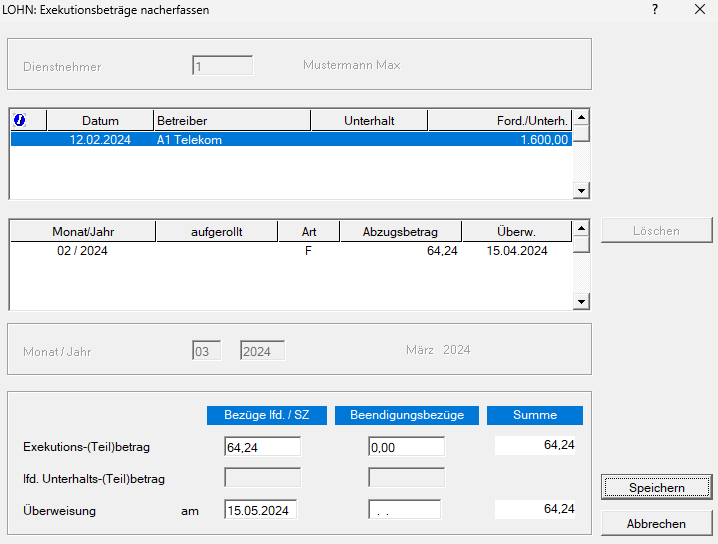 LOHN: Exekutionsbeträge nacherfassen ?
Dienstnehmer 1 Mustermann Max
Datum Betreiber Unterhalt Ford./Unterh.
12.02.2024 A1 Telekom 1.600,00
Monat/Jahr aufgerollt Art Abzugsbetrag Überw.
02 / 2024 F 64,24 15.04.2024
Löschen
Monat / Jahr 03 2024 März 2024
Bezüge lfd. / SZ Beendigungsbezüge Summe
Exekutions-(Teil)betrag 64,24 0,00 64,24
lfd. Unterhalts-(Teil)betrag
Speichern
Überweisung am 15.05.2024 . . 64,24
Abbrechen